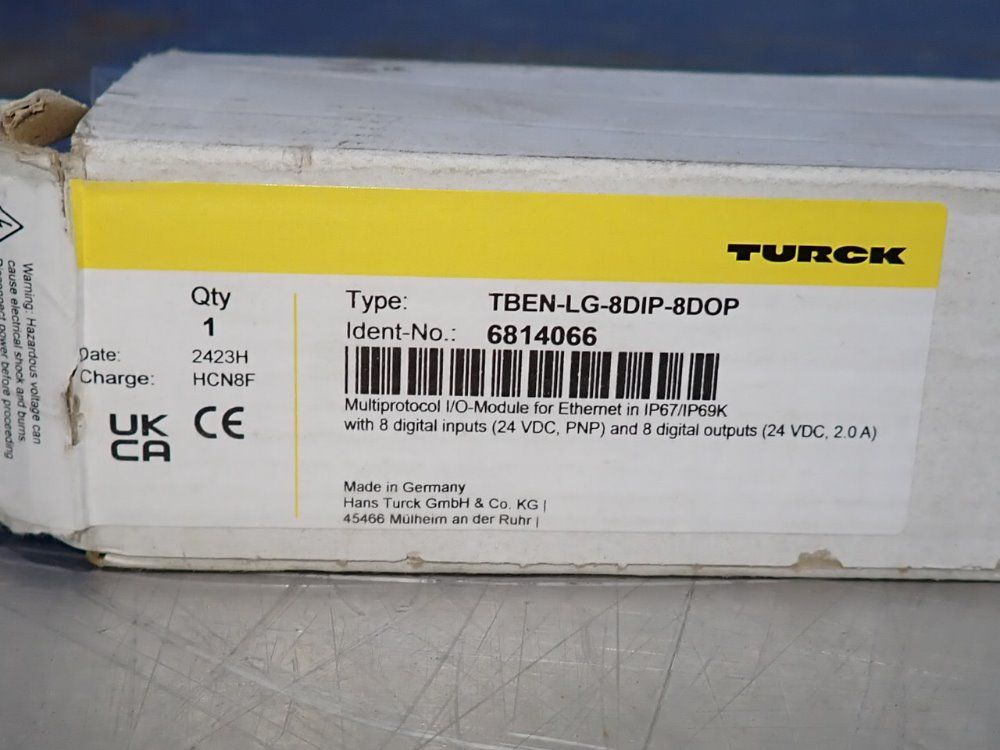 TURCK
Qty
1
Date: 2423H
Charge: HCN8F
UK
CA
CE
Type: TBEN-LG-8DIP-8DOP
Ident-No.: 6814066
Multiprotocol I/O-Module for Ethernet in IP67/IP69K
with 8 digital inputs (24 VDC, PNP) and 8 digital outputs (24 VDC, 2.0 A)
Made in Germany
Hans Turck GmbH & Co. KG |
45466 Mülheim an der Ruhr |
Warning: Hazardous voltage can
cause electrical shock and burns.
Disconnect power before proceeding